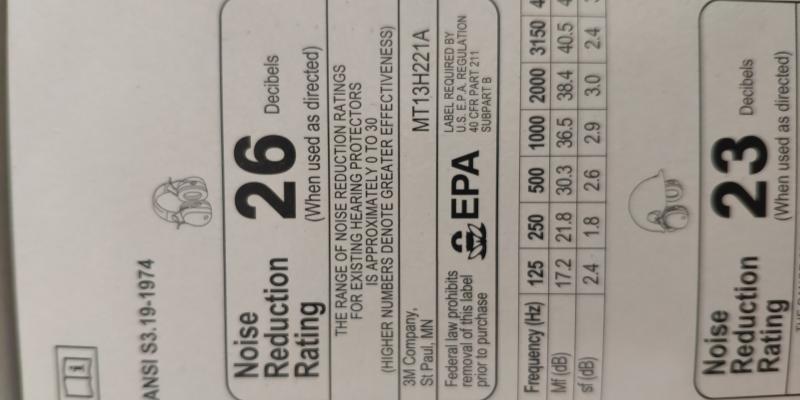 ANSI S3.19-1974
Noise
Reduction
Rating
26
Decibels
(When used as directed)
THE RANGE OF NOISE REDUCTION RATINGS
FOR EXISTING HEARING PROTECTORS
IS APPROXIMATELY 0 TO 30
(HIGHER NUMBERS DENOTE GREATER EFFECTIVENESS)
3M Company,
St Paul, MN
MT13H221A
Federal law prohibits
removal of this label
prior to purchase
EPA
LABEL REQUIRED BY
U.S. E.P.A. REGULATION
40 CFR PART 211
SUBPART B
Frequency (Hz) 125 250 500 1000 2000 3150
Mf (dB) 17.2 21.8 30.3 36.5 38.4 40.5
sf (dB) 2.4 1.8 2.6 2.9 3.0 2.4
Noise
Reduction
Rating
23
Decibels
(When used as directed)